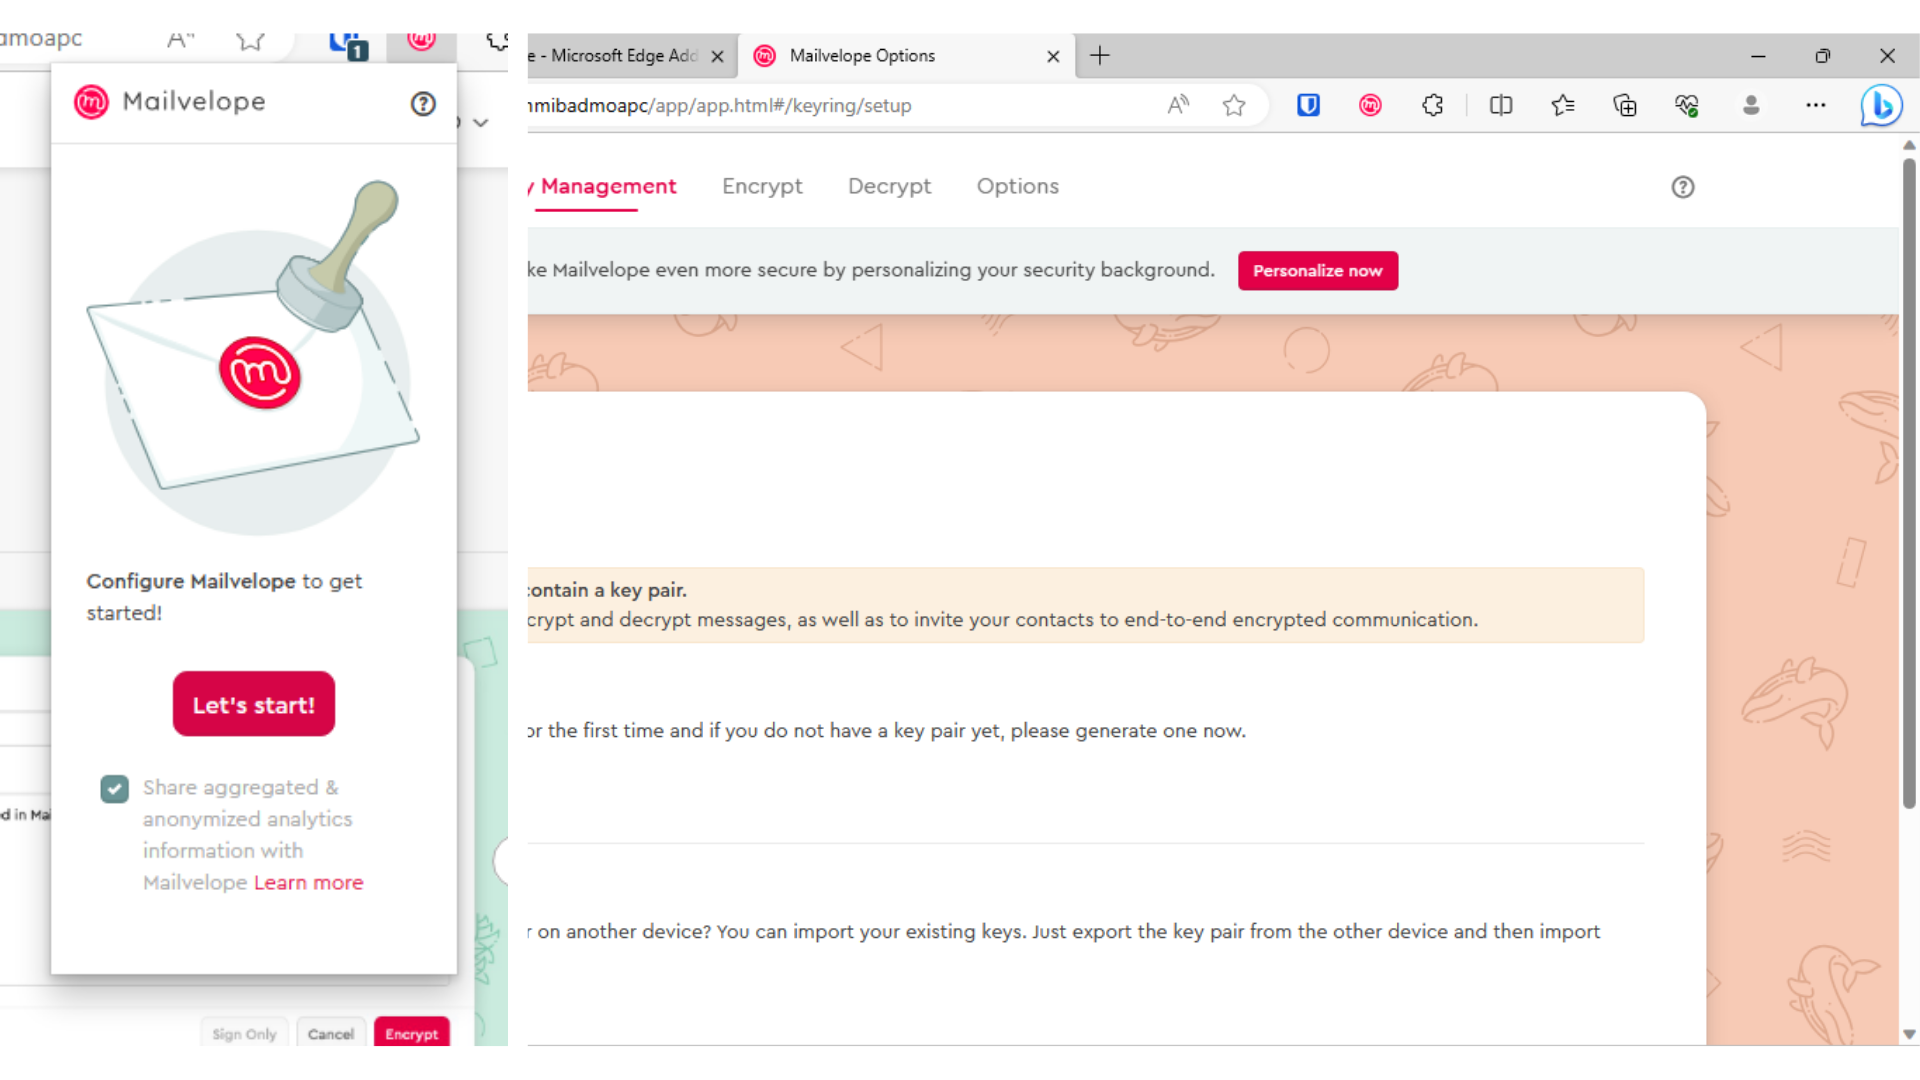 dmoapc
1
Mailvelope
Configure Mailvelope to get
started!
Let's start!
Share aggregated &
anonymized analytics
information with
Mailvelope Learn more
d in Mai
Sign Only Cancel Encrypt
e - Microsoft Edge Add
Mailvelope Options
nmibadmoapc/app/app.html#/keyring/setup
y Management Encrypt Decrypt Options
ke Mailvelope even more secure by personalizing your security background. Personalize now
contain a key pair.
crypt and decrypt messages, as well as to invite your contacts to end-to-end encrypted communication.
or the first time and if you do not have a key pair yet, please generate one now.
r on another device? You can import your existing keys. Just export the key pair from the other device and then import